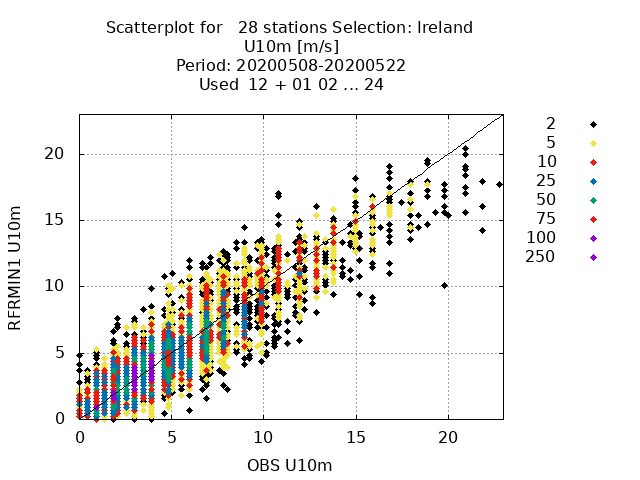 Scatterplot for   28 stations Selection: Ireland
U10m [m/s]
Period: 20200508-20200522
Used  12 + 01 02 ... 24
RFRMIN1 U10m
20
15
10
5
0
0 5 10 15 20
OBS U10m
2
5
10
25
50
75
100
250